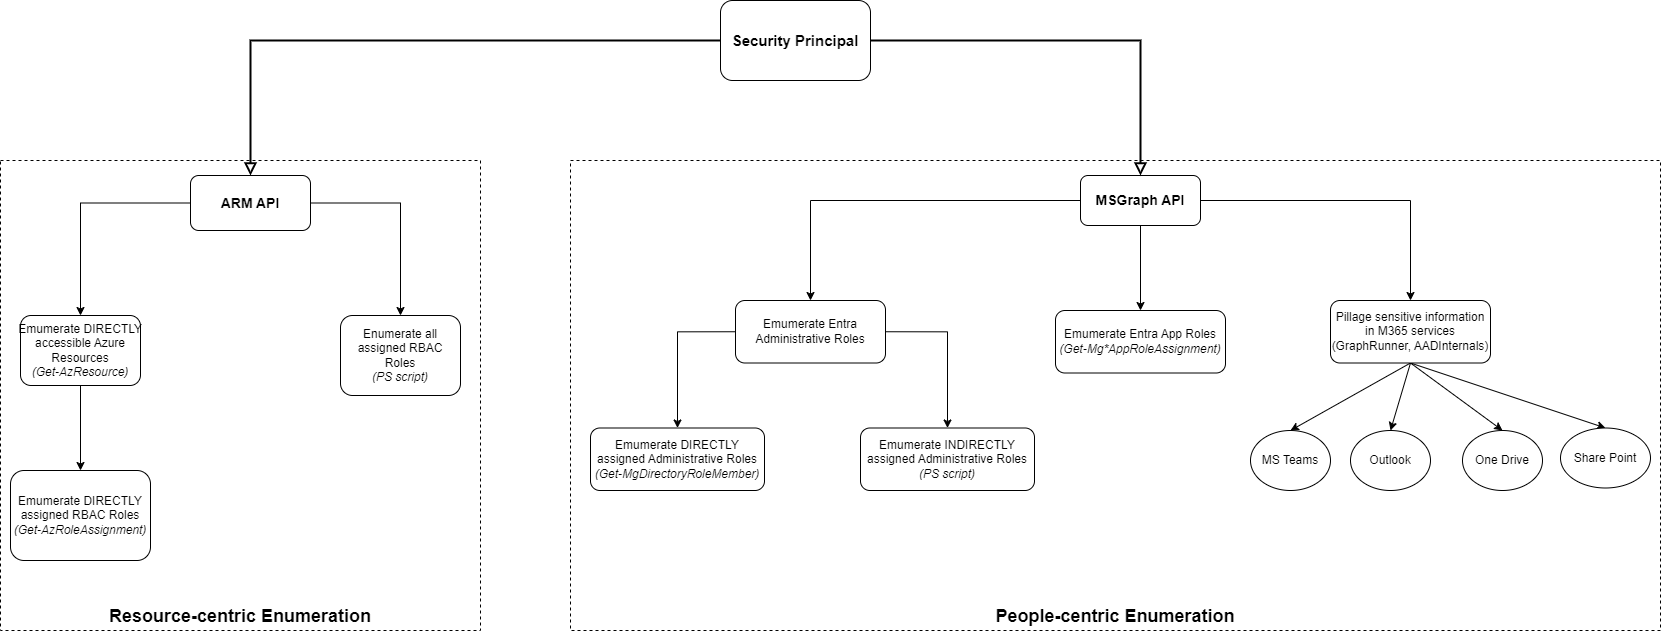 Security Principal
ARM API
Emumerate DIRECTLY
accessible Azure
Resources
(Get-AzResource)
Enumerate all
assigned RBAC
Roles
(PS script)
Emumerate DIRECTLY
assigned RBAC Roles
(Get-AzRoleAssignment)
Resource-centric Enumeration
MSGraph API
Emumerate Entra
Administrative Roles
Emumerate Entra App Roles
(Get-Mg*AppRoleAssignment)
Pillage sensitive information
in M365 services
(GraphRunner, AADInternals)
Emumerate DIRECTLY
assigned Administrative Roles
(Get-MgDirectoryRoleMember)
Enumerate INDIRECTLY
assigned Administrative Roles
(PS script)
MS Teams
Outlook
One Drive
Share Point
People-centric Enumeration